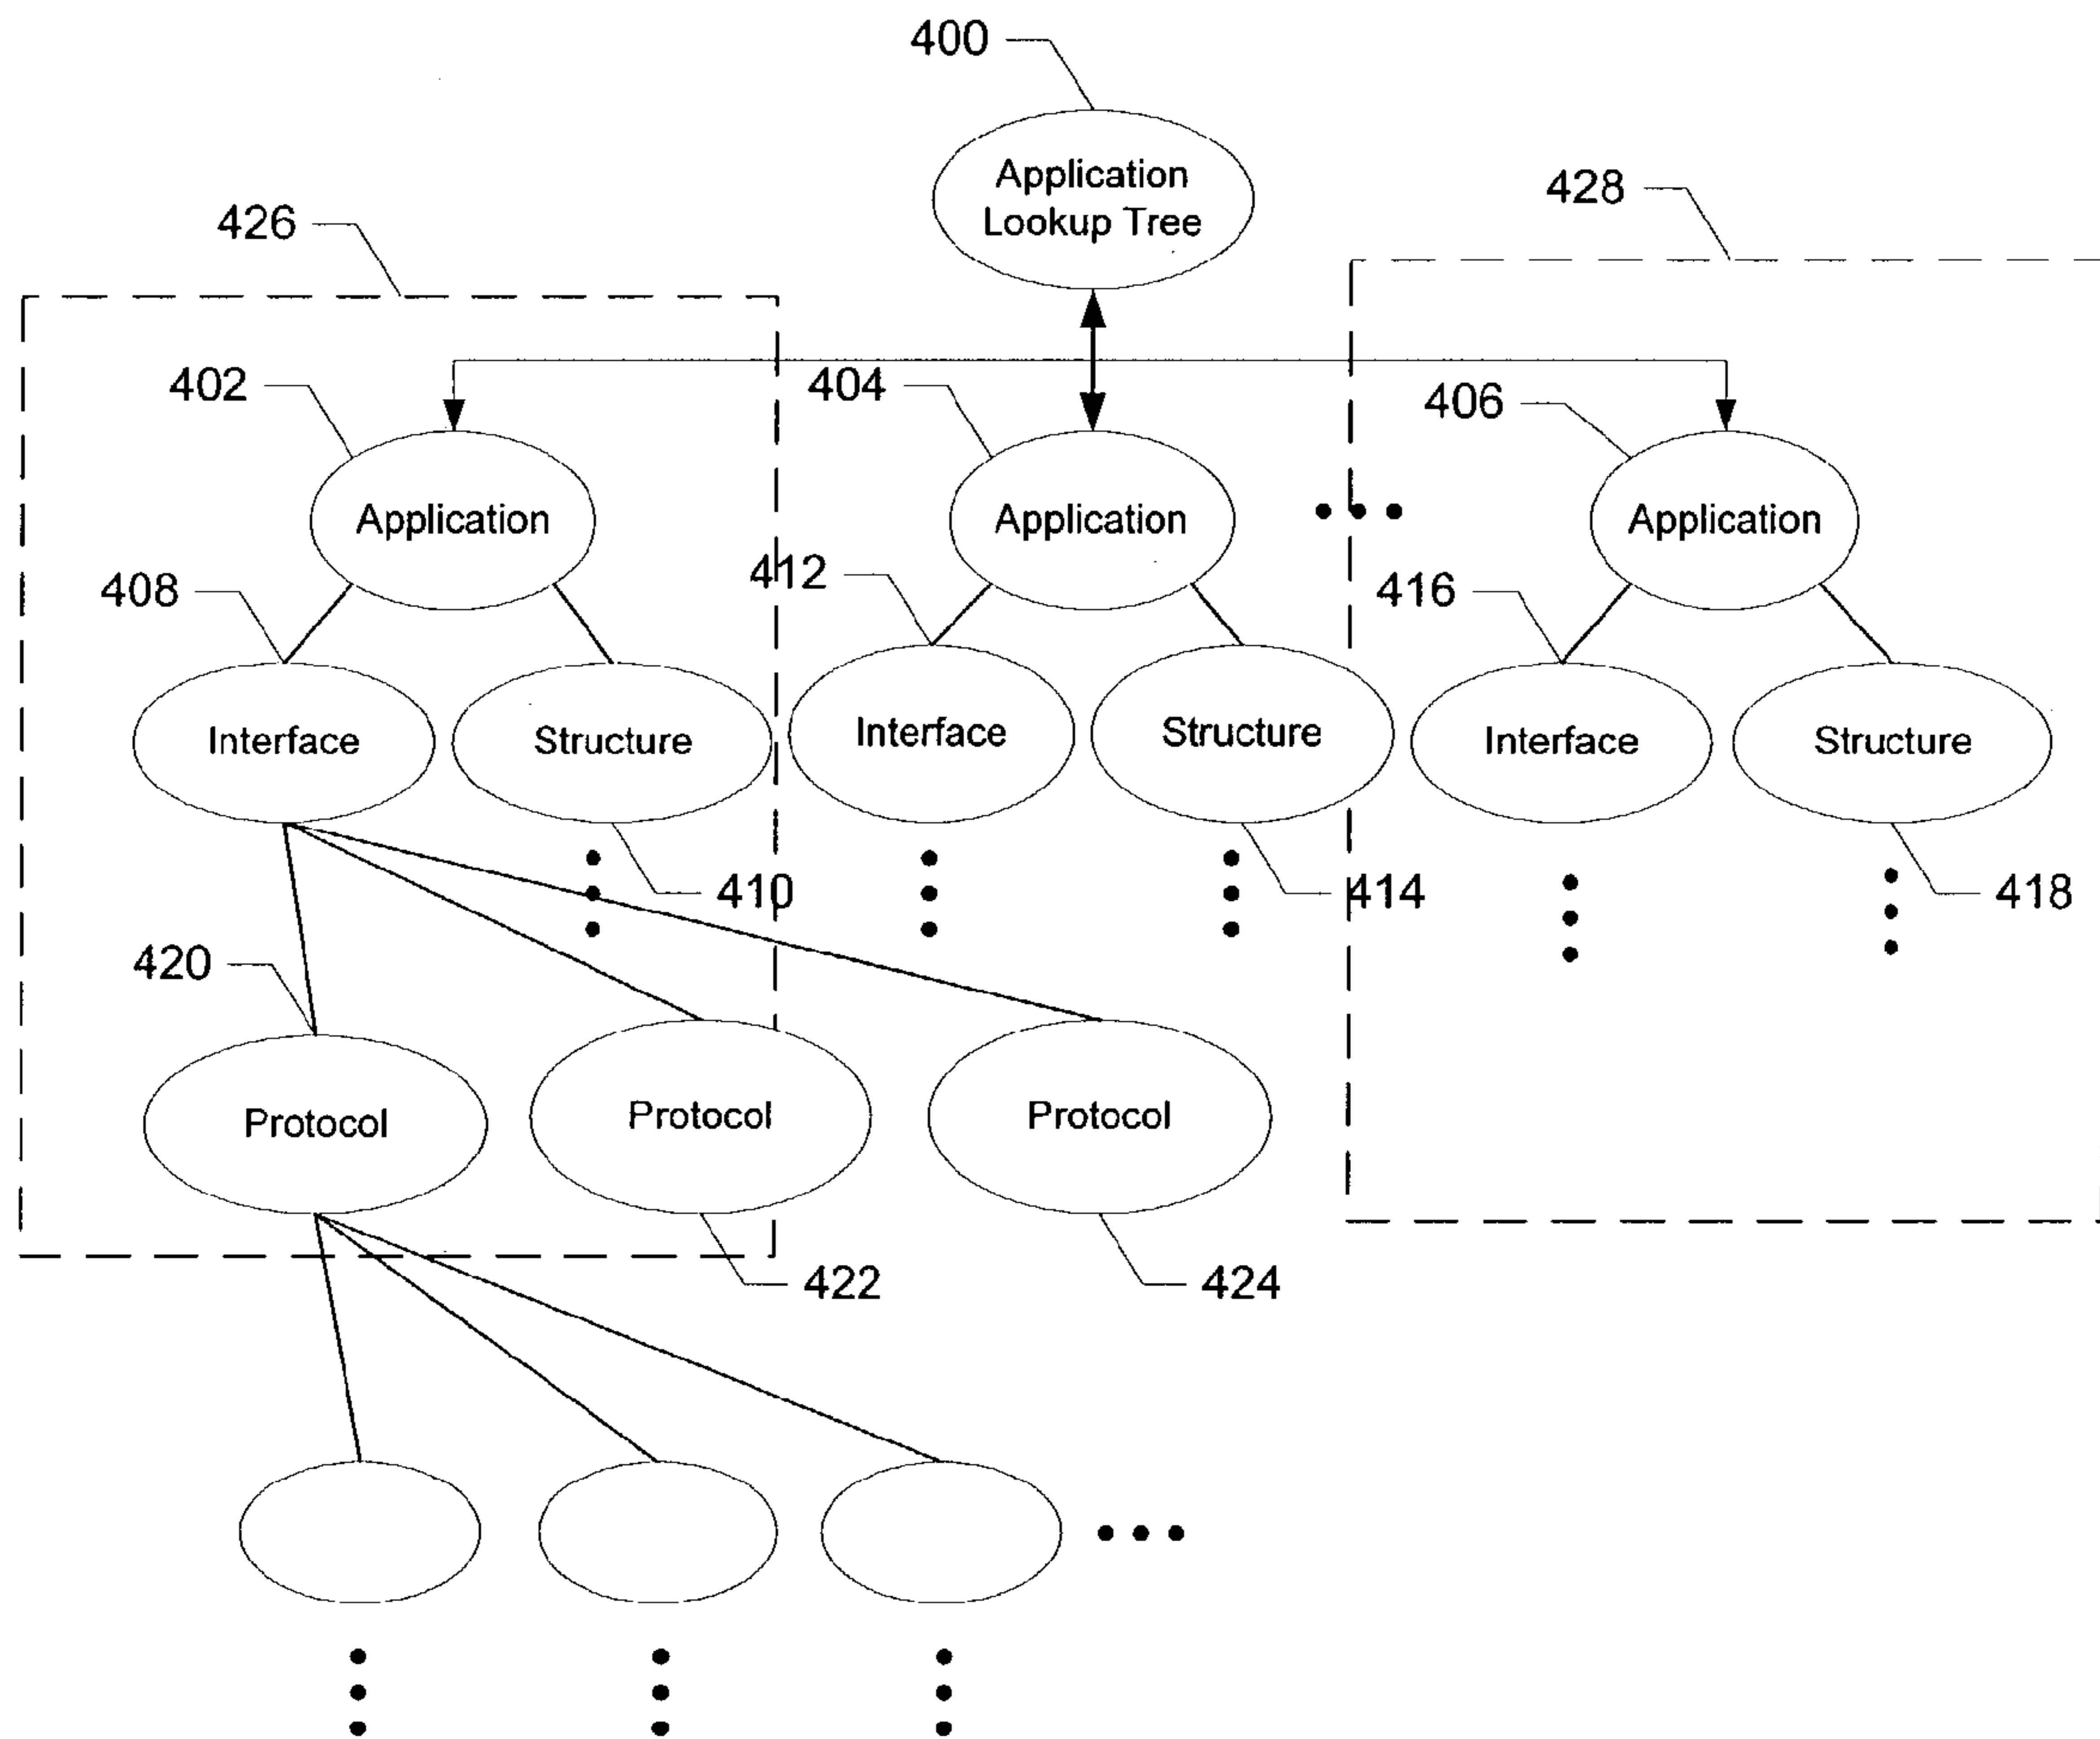 400
Application
Lookup Tree
426
428
402
404
406
Application
Application
Application
408
412
416
Interface
Structure
Interface
Structure
Interface
Structure
410
414
418
420
Protocol
Protocol
Protocol
422
424